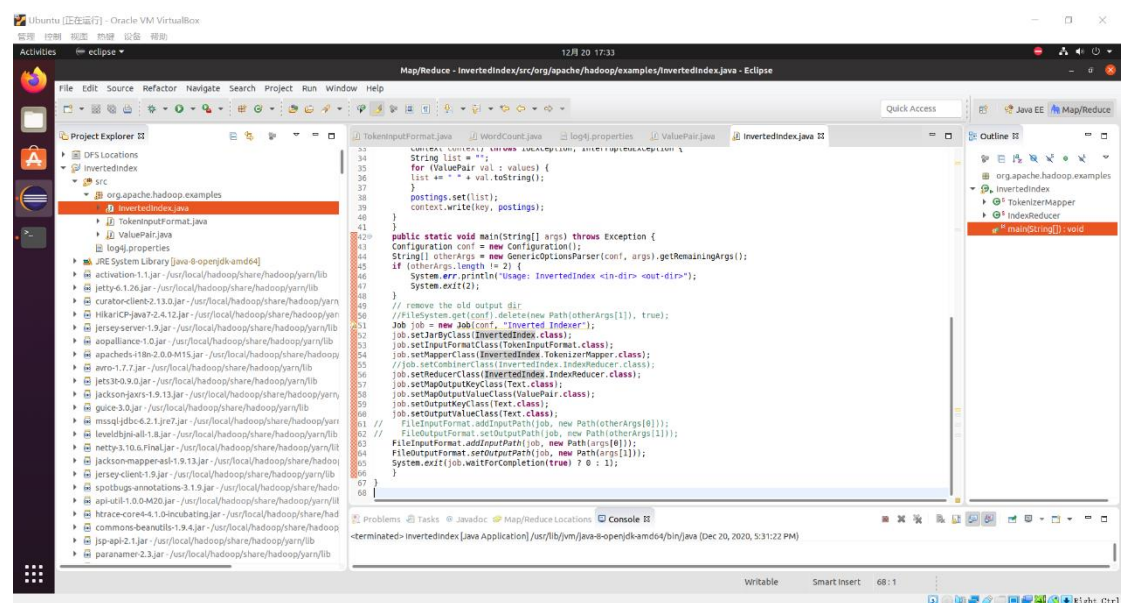 Ubuntu [正在运行] - Oracle VM VirtualBox
管理 控制 视图 热键 设备 帮助
Activities eclipse 12月 20 17:33
Map/Reduce - InvertedIndex/src/org/apache/hadoop/examples/InvertedIndex.java - Eclipse
File Edit Source Refactor Navigate Search Project Run Window Help
Quick Access Java EE Map/Reduce
Project Explorer
DFS Locations
InvertedIndex
src
org.apache.hadoop.examples
InvertedIndex.java
TokenInputFormat.java
ValuePair.java
log4j.properties
JRE System Library [java-8-openjdk-amd64]
activation-1.1.jar - /usr/local/hadoop/share/hadoop/yarn/lib
jetty-6.1.26.jar - /usr/local/hadoop/share/hadoop/yarn/lib
curator-client-2.13.0.jar - /usr/local/hadoop/share/hadoop/yarn
HikariCP-java7-2.4.12.jar - /usr/local/hadoop/share/hadoop/yar
jersey-server-1.9.jar - /usr/local/hadoop/share/hadoop/yarn/lib
aopalliance-1.0.jar - /usr/local/hadoop/share/hadoop/yarn/lib
apacheds-i18n-2.0.0-M15.jar - /usr/local/hadoop/share/hadoop
avro-1.7.7.jar - /usr/local/hadoop/share/hadoop/yarn/lib
jets3t-0.9.0.jar - /usr/local/hadoop/share/hadoop/yarn/lib
jackson-jaxrs-1.9.13.jar - /usr/local/hadoop/share/hadoop/yarn
guice-3.0.jar - /usr/local/hadoop/share/hadoop/yarn/lib
mssql-jdbc-6.2.1.jre7.jar - /usr/local/hadoop/share/hadoop/yar
leveldbjni-all-1.8.jar - /usr/local/hadoop/share/hadoop/yarn/lib
netty-3.10.6.Final.jar - /usr/local/hadoop/share/hadoop/yarn/lib
jackson-mapper-asl-1.9.13.jar - /usr/local/hadoop/share/hadoo
jersey-client-1.9.jar - /usr/local/hadoop/share/hadoop/yarn/lib
spotbugs-annotations-3.1.9.jar - /usr/local/hadoop/share/hado
api-util-1.0.0-M20.jar - /usr/local/hadoop/share/hadoop/yarn/lib
htrace-core4-4.1.0-incubating.jar - /usr/local/hadoop/share/had
commons-beanutils-1.9.4.jar - /usr/local/hadoop/share/hadoop
jsp-api-2.1.jar - /usr/local/hadoop/share/hadoop/yarn/lib
paranamer-2.3.jar - /usr/local/hadoop/share/hadoop/yarn/lib
TokenInputFormat.java WordCount.java log4j.properties ValuePair.java InvertedIndex.java
33 Context context) throws IOException, InterruptedException {
34 String list = "";
35 for (ValuePair val : values) {
36 list += " " + val.toString();
37 }
38 postings.set(list);
39 context.write(key, postings);
40 }
41 }
42 public static void main(String[] args) throws Exception {
43 Configuration conf = new Configuration();
44 String[] otherArgs = new GenericOptionsParser(conf, args).getRemainingArgs();
45 if (otherArgs.length != 2) {
46 System.err.println("Usage: InvertedIndex <in-dir> <out-dir>");
47 System.exit(2);
48 }
49 // remove the old output dir
50 //FileSystem.get(conf).delete(new Path(otherArgs[1]), true);
51 Job job = new Job(conf, "Inverted Indexer");
52 job.setJarByClass(InvertedIndex.class);
53 job.setInputFormatClass(TokenInputFormat.class);
54 job.setMapperClass(InvertedIndex.TokenizerMapper.class);
55 //job.setCombinerClass(InvertedIndex.IndexReducer.class);
56 job.setReducerClass(InvertedIndex.IndexReducer.class);
57 job.setMapOutputKeyClass(Text.class);
58 job.setMapOutputValueClass(ValuePair.class);
59 job.setOutputKeyClass(Text.class);
60 job.setOutputValueClass(Text.class);
61 // FileInputFormat.addInputPath(job, new Path(otherArgs[0]));
62 // FileOutputFormat.setOutputPath(job, new Path(otherArgs[1]));
63 FileInputFormat.addInputPath(job, new Path(args[0]));
64 FileOutputFormat.setOutputPath(job, new Path(args[1]));
65 System.exit(job.waitForCompletion(true) ? 0 : 1);
66 }
67 }
68
Outline
org.apache.hadoop.examples
InvertedIndex
TokenizerMapper
IndexReducer
main(String[]) : void
Problems Tasks Javadoc Map/Reduce Locations Console
<terminated> InvertedIndex [Java Application] /usr/lib/jvm/java-8-openjdk-amd64/bin/java (Dec 20, 2020, 5:31:22 PM)
Writable Smart Insert 68 : 1
Right Ctrl